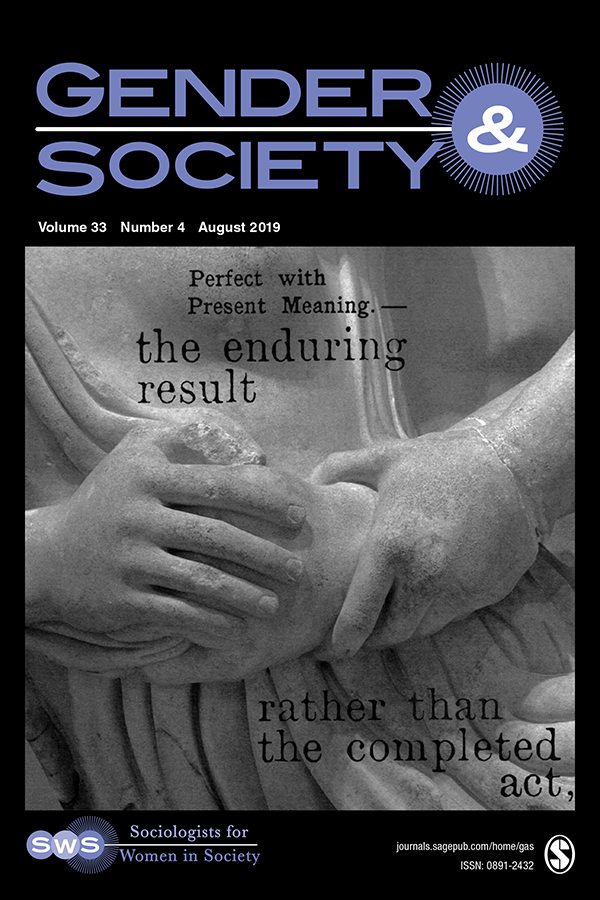 GENDER
&
SOCIETY
Volume 33 Number 4 August 2019
Perfect with
Present Meaning.—
the enduring
result
rather than
the completed
act,
SWS
Sociologists for
Women in Society
journals.sagepub.com/home/gas
ISSN: 0891-2432
S